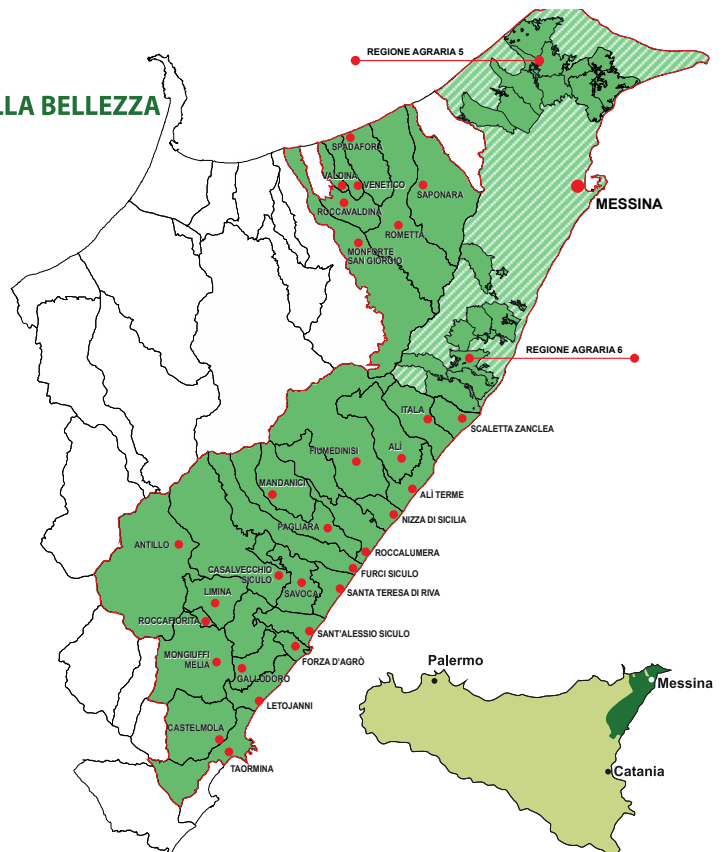 REGIONE AGRARIA 5
LLA BELLEZZA
SPADAFORA
VALDINA
VENETICO
SAPONARA
MESSINA
ROCCAVALDINA
ROMETTA
MONFORTE
SAN GIORGIO
REGIONE AGRARIA 6
ITALA
SCALETTA ZANCLEA
FIUMEDINISI
ALÌ
MANDANICI
ALÌ TERME
NIZZA DI SICILIA
PAGLIARA
ANTILLO
ROCCALUMERA
CASALVECCHIO
SICULO
FURCI SICULO
SAVOCA
SANTA TERESA DI RIVA
LIMINA
ROCCAFIORITA
SANT'ALESSIO SICULO
MONGIUFFI
MELIA
FORZA D'AGRÒ
GALLODORO
LETOJANNI
CASTELMOLA
TAORMINA
Palermo
Messina
Catania